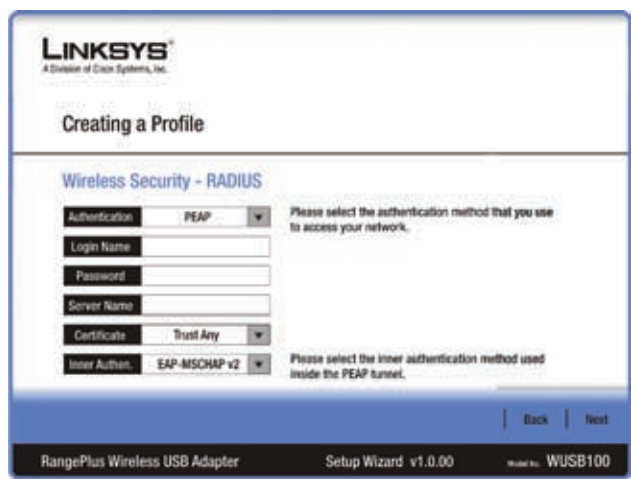 LINKSYS®
A Division of Cisco Systems, Inc.
Creating a Profile
Wireless Security - RADIUS
Authentication PEAP
Please select the authentication method that you use
to access your network.
Login Name
Password
Server Name
Certificate Trust Any
Inner Authen. EAP-MSCHAP v2
Please select the inner authentication method used
inside the PEAP tunnel.
Back Next
RangePlus Wireless USB Adapter Setup Wizard v1.0.00 Model No. WUSB100